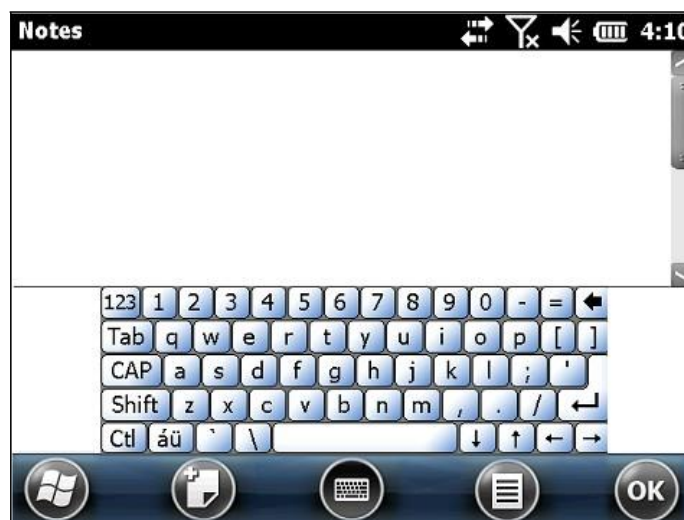 Notes 4:10
123 1 2 3 4 5 6 7 8 9 0 - =
Tab q w e r t y u i o p [ ]
CAP a s d f g h j k l ; '
Shift z x c v b n m , . /
Ctl áü ` \ ↓ ↑ ← →
OK